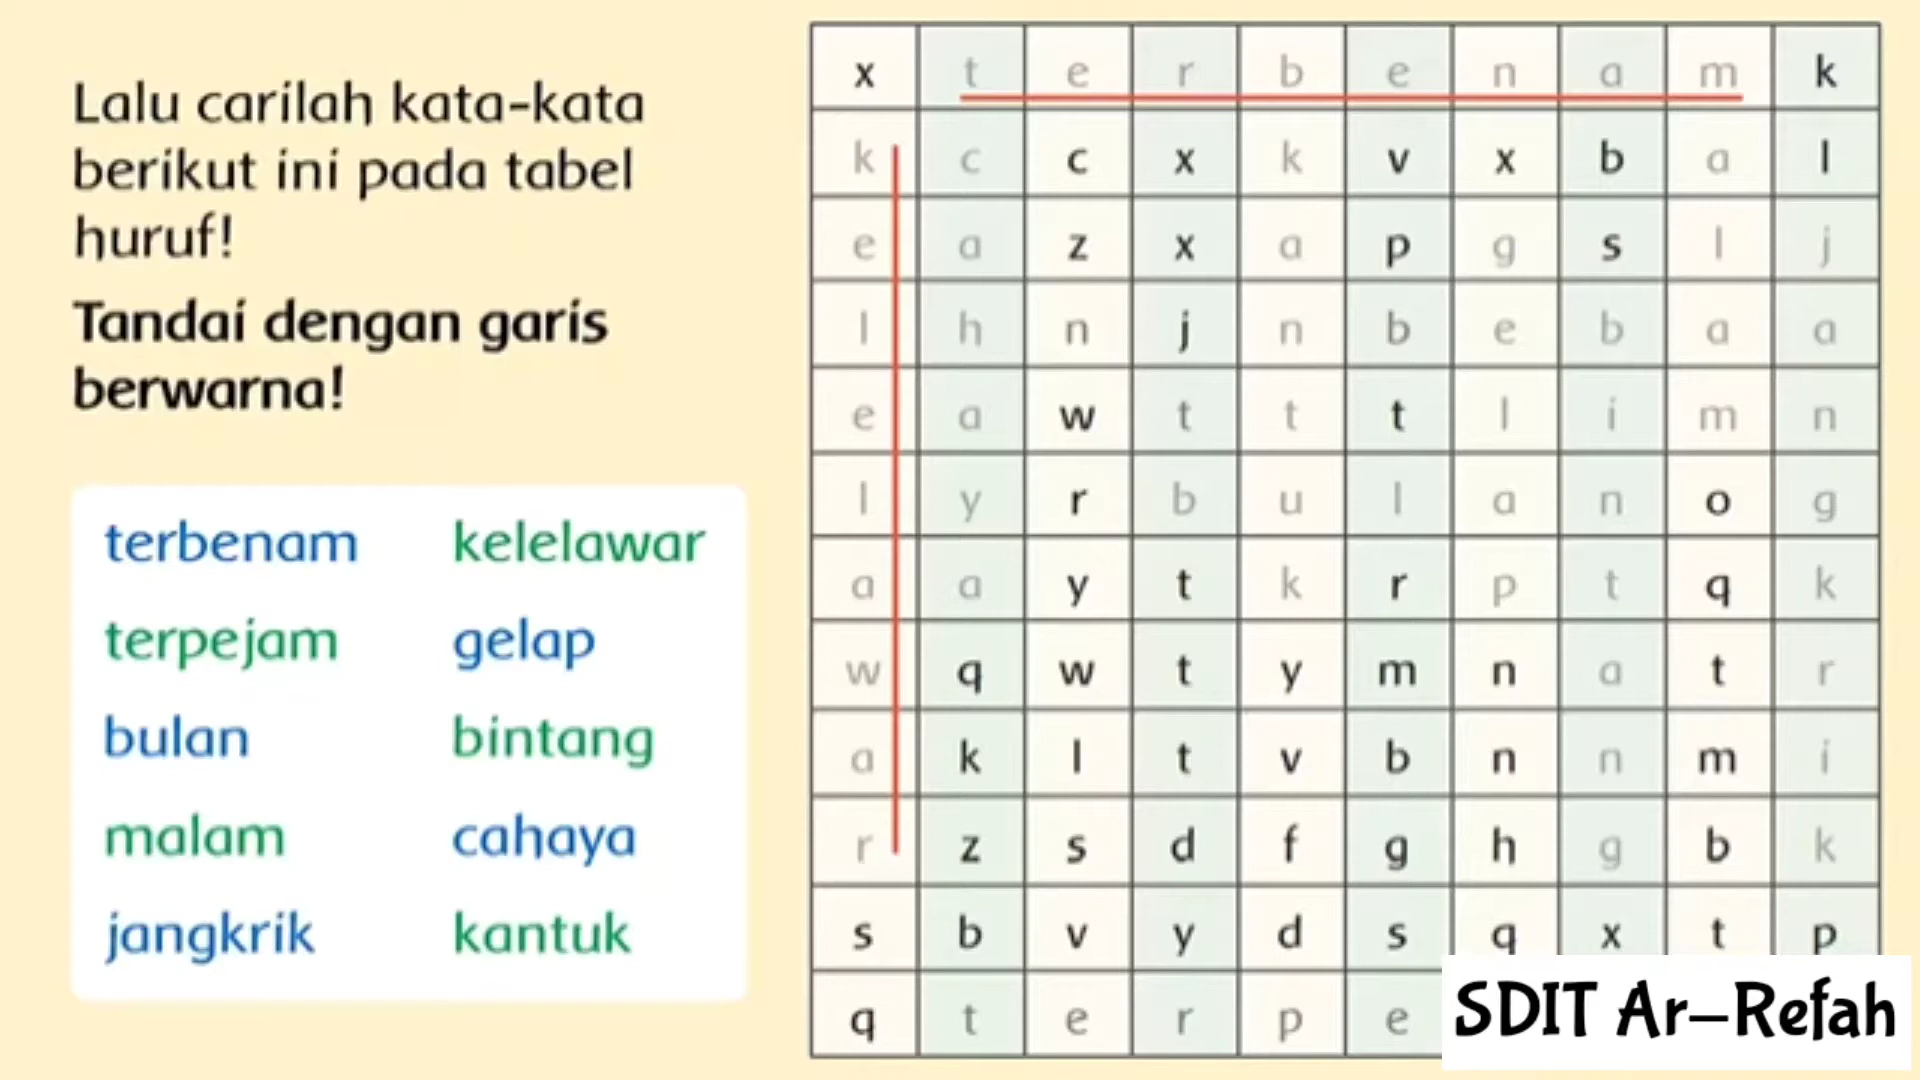 Lalu carilah kata-kata
berikut ini pada tabel
huruf!
Tandai dengan garis
berwarna!
terbenam kelelawar
terpejam gelap
bulan bintang
malam cahaya
jangkrik kantuk
x t e r b e n a m k
k c c x k v x b a l
e a z x a p g s l j
l h n j n b e b a a
e a w t t t l i m n
l y r b u l a n o g
a a y t k r p t q k
w q w t y m n a t r
a k l t v b n n m i
r z s d f g h g b k
s b v y d s q x t p
q t e r p e
SDIT Ar-Refah